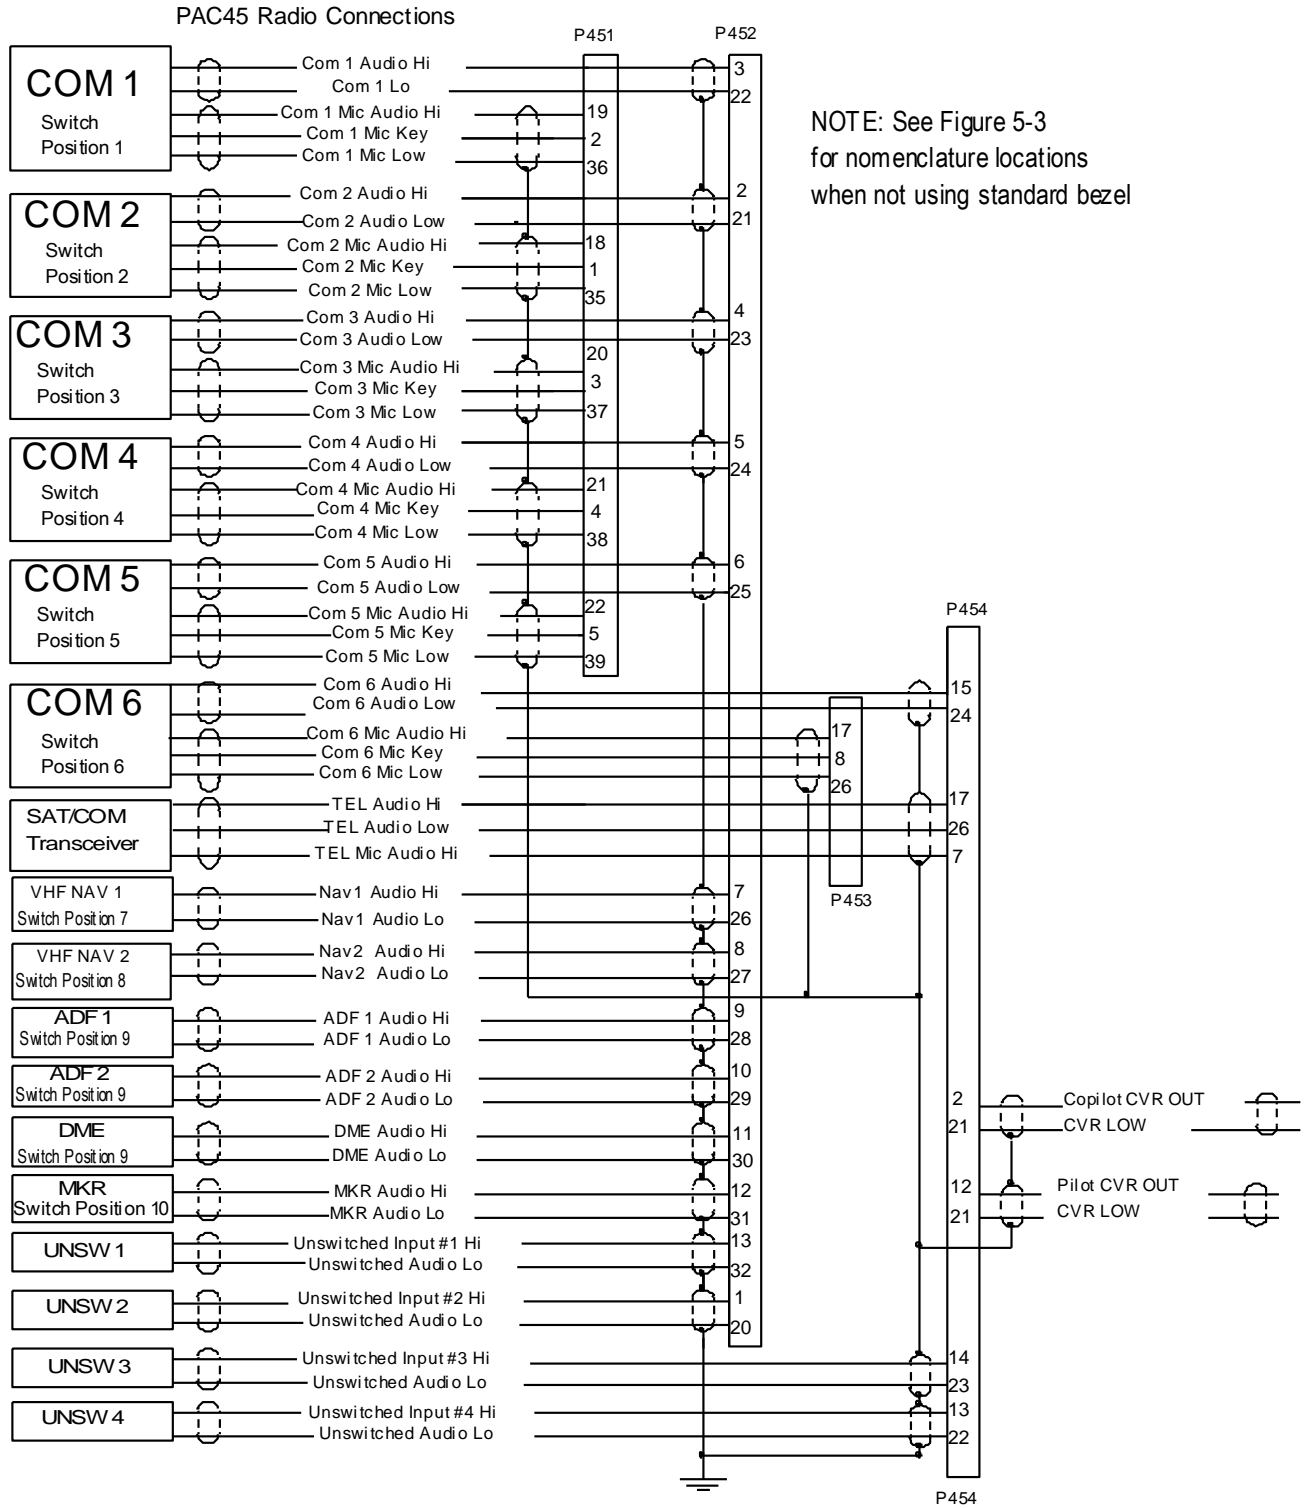 PAC45 Radio Connections
P451
P452
COM 1
Switch
Position 1
Com 1 Audio Hi
Com 1 Lo
Com 1 Mic Audio Hi
Com 1 Mic Key
Com 1 Mic Low
19
2
36
3
22
NOTE: See Figure 5-3
for nomenclature locations
when not using standard bezel
COM 2
Switch
Position 2
Com 2 Audio Hi
Com 2 Audio Low
Com 2 Mic Audio Hi
Com 2 Mic Key
Com 2 Mic Low
18
1
35
2
21
COM 3
Switch
Position 3
Com 3 Audio Hi
Com 3 Audio Low
Com 3 Mic Audio Hi
Com 3 Mic Key
Com 3 Mic Low
20
3
37
4
23
COM 4
Switch
Position 4
Com 4 Audio Hi
Com 4 Audio Low
Com 4 Mic Audio Hi
Com 4 Mic Key
Com 4 Mic Low
21
4
38
5
24
COM 5
Switch
Position 5
Com 5 Audio Hi
Com 5 Audio Low
Com 5 Mic Audio Hi
Com 5 Mic Key
Com 5 Mic Low
22
5
39
6
25
P454
COM 6
Switch
Position 6
Com 6 Audio Hi
Com 6 Audio Low
Com 6 Mic Audio Hi
Com 6 Mic Key
Com 6 Mic Low
17
8
26
15
24
SAT/COM
Transceiver
TEL Audio Hi
TEL Audio Low
TEL Mic Audio Hi
17
26
7
P453
VHF NAV 1
Switch Position 7
Nav1 Audio Hi
Nav1 Audio Lo
7
26
VHF NAV 2
Switch Position 8
Nav2 Audio Hi
Nav2 Audio Lo
8
27
ADF 1
Switch Position 9
ADF 1 Audio Hi
ADF 1 Audio Lo
9
28
ADF 2
Switch Position 9
ADF 2 Audio Hi
ADF 2 Audio Lo
10
29
2
21
Copilot CVR OUT
CVR LOW
DME
Switch Position 9
DME Audio Hi
DME Audio Lo
11
30
MKR
Switch Position 10
MKR Audio Hi
MKR Audio Lo
12
31
12
21
Pilot CVR OUT
CVR LOW
UNSW 1
Unswitched Input #1 Hi
Unswitched Audio Lo
13
32
UNSW 2
Unswitched Input #2 Hi
Unswitched Audio Lo
1
20
UNSW 3
Unswitched Input #3 Hi
Unswitched Audio Lo
14
23
UNSW 4
Unswitched Input #4 Hi
Unswitched Audio Lo
13
22
P454